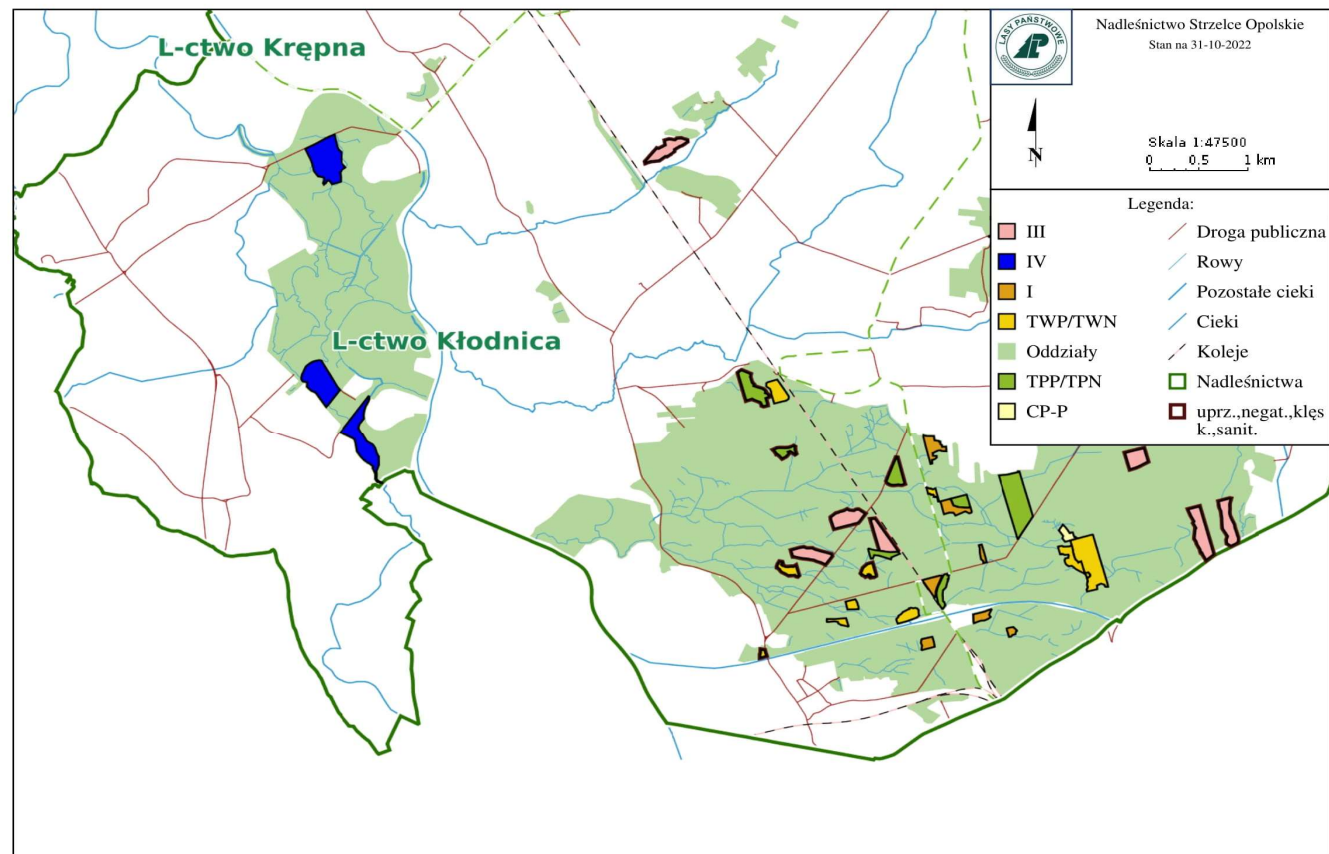 L-ctwo Krępna
L-ctwo Kłodnica
LASY PAŃSTWOWE
Nadleśnictwo Strzelce Opolskie
Stan na 31-10-2022
N
Skala 1:47500
0 0.5 1 km
Legenda:
III
IV
I
TWP/TWN
Oddziały
TPP/TPN
CP-P
Droga publiczna
Rowy
Pozostałe cieki
Cieki
Koleje
Nadleśnictwa
uprz.,negat.,klęs
k.,sanit.